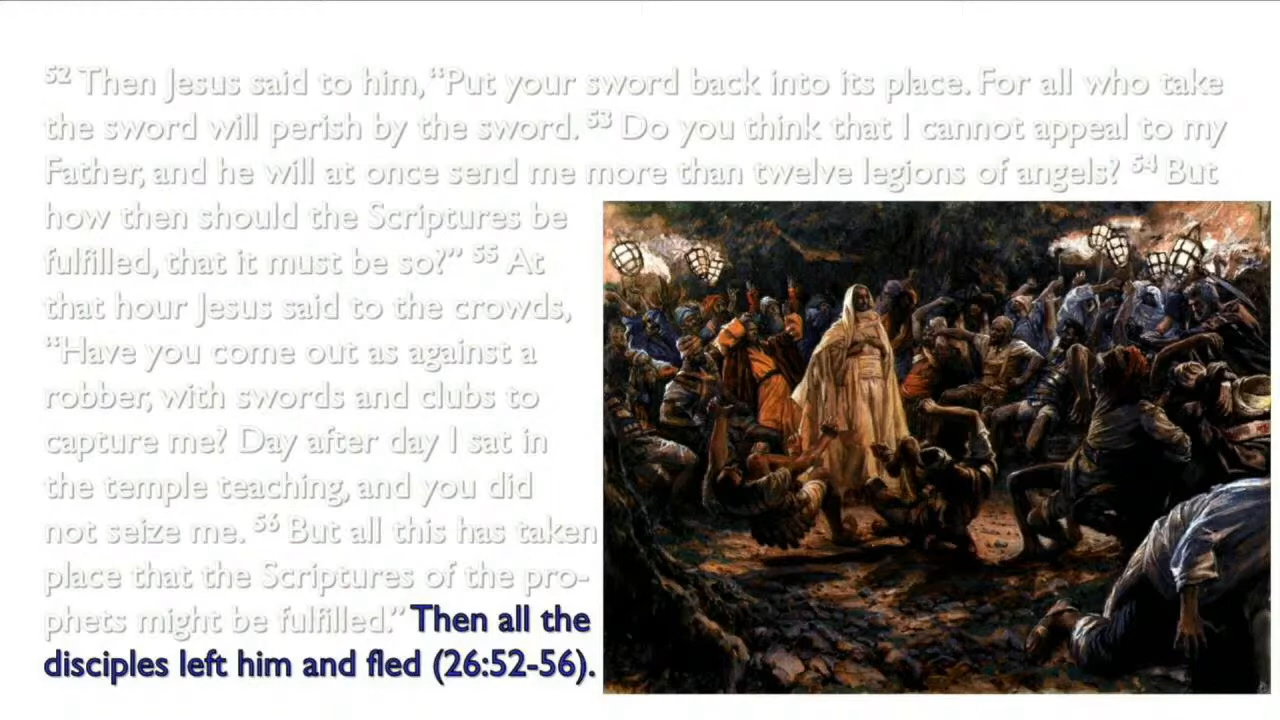 52 Then Jesus said to him, “Put your sword back into its place. For all who take
the sword will perish by the sword. 53 Do you think that I cannot appeal to my
Father, and he will at once send me more than twelve legions of angels? 54 But
how then should the Scriptures be
fulfilled, that it must be so?” 55 At
that hour Jesus said to the crowds,
“Have you come out as against a
robber, with swords and clubs to
capture me? Day after day I sat in
the temple teaching, and you did
not seize me. 56 But all this has taken
place that the Scriptures of the pro-
phets might be fulfilled.” Then all the
disciples left him and fled (26:52-56).